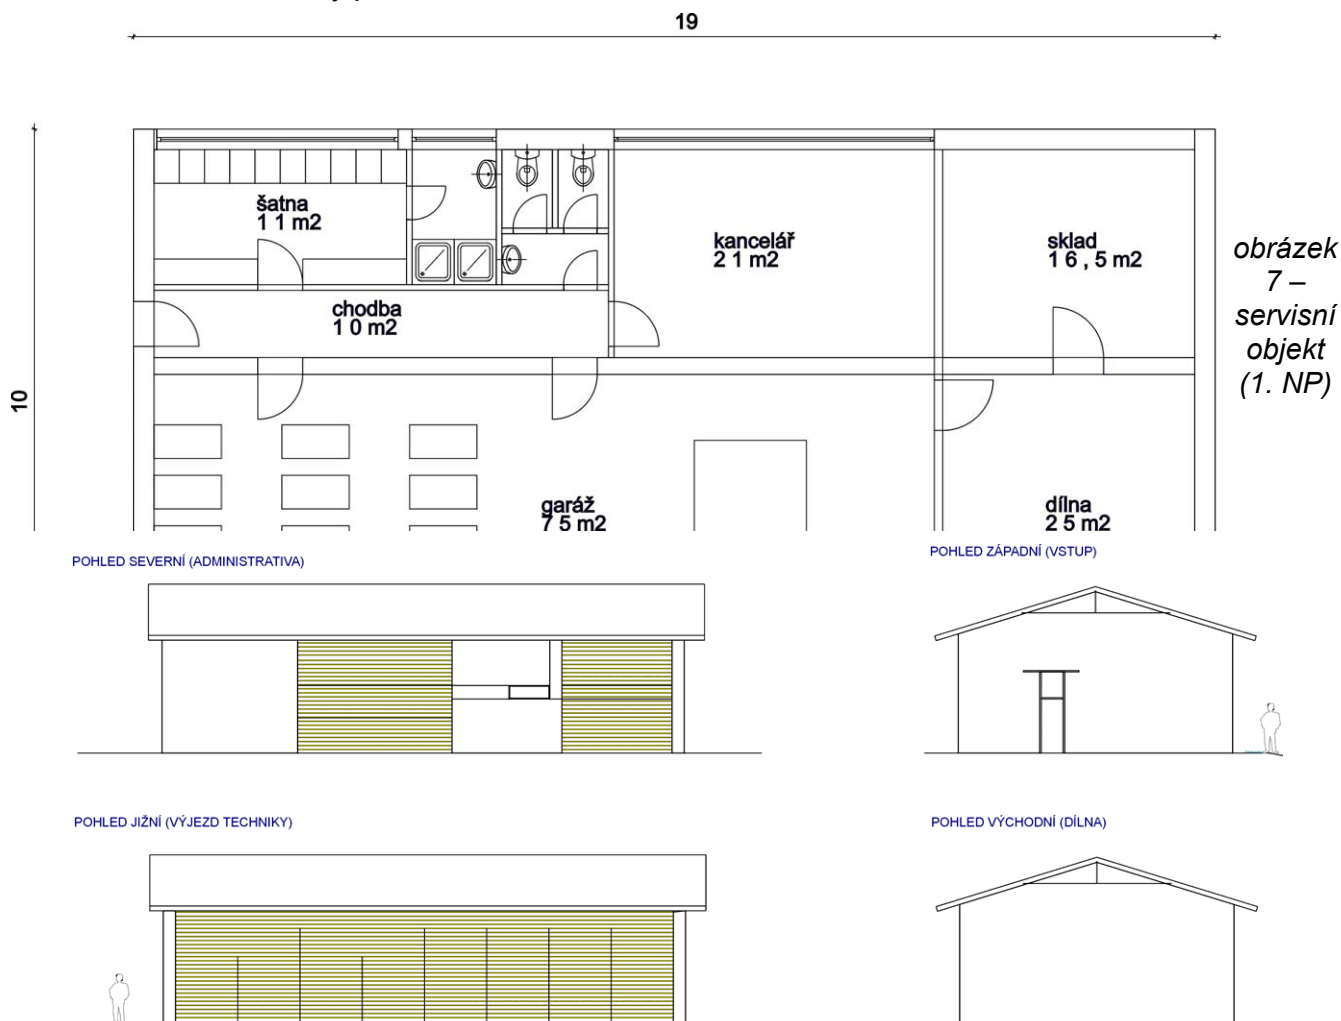 19
10
šatna
11 m2
kancelář
21 m2
sklad
16,5 m2
chodba
10 m2
garáž
75 m2
dílna
25 m2
obrázek
7 –
servisní
objekt
(1. NP)
POHLED SEVERNÍ (ADMINISTRATIVA)
POHLED ZÁPADNÍ (VSTUP)
POHLED JIŽNÍ (VÝJEZD TECHNIKY)
POHLED VÝCHODNÍ (DÍLNA)